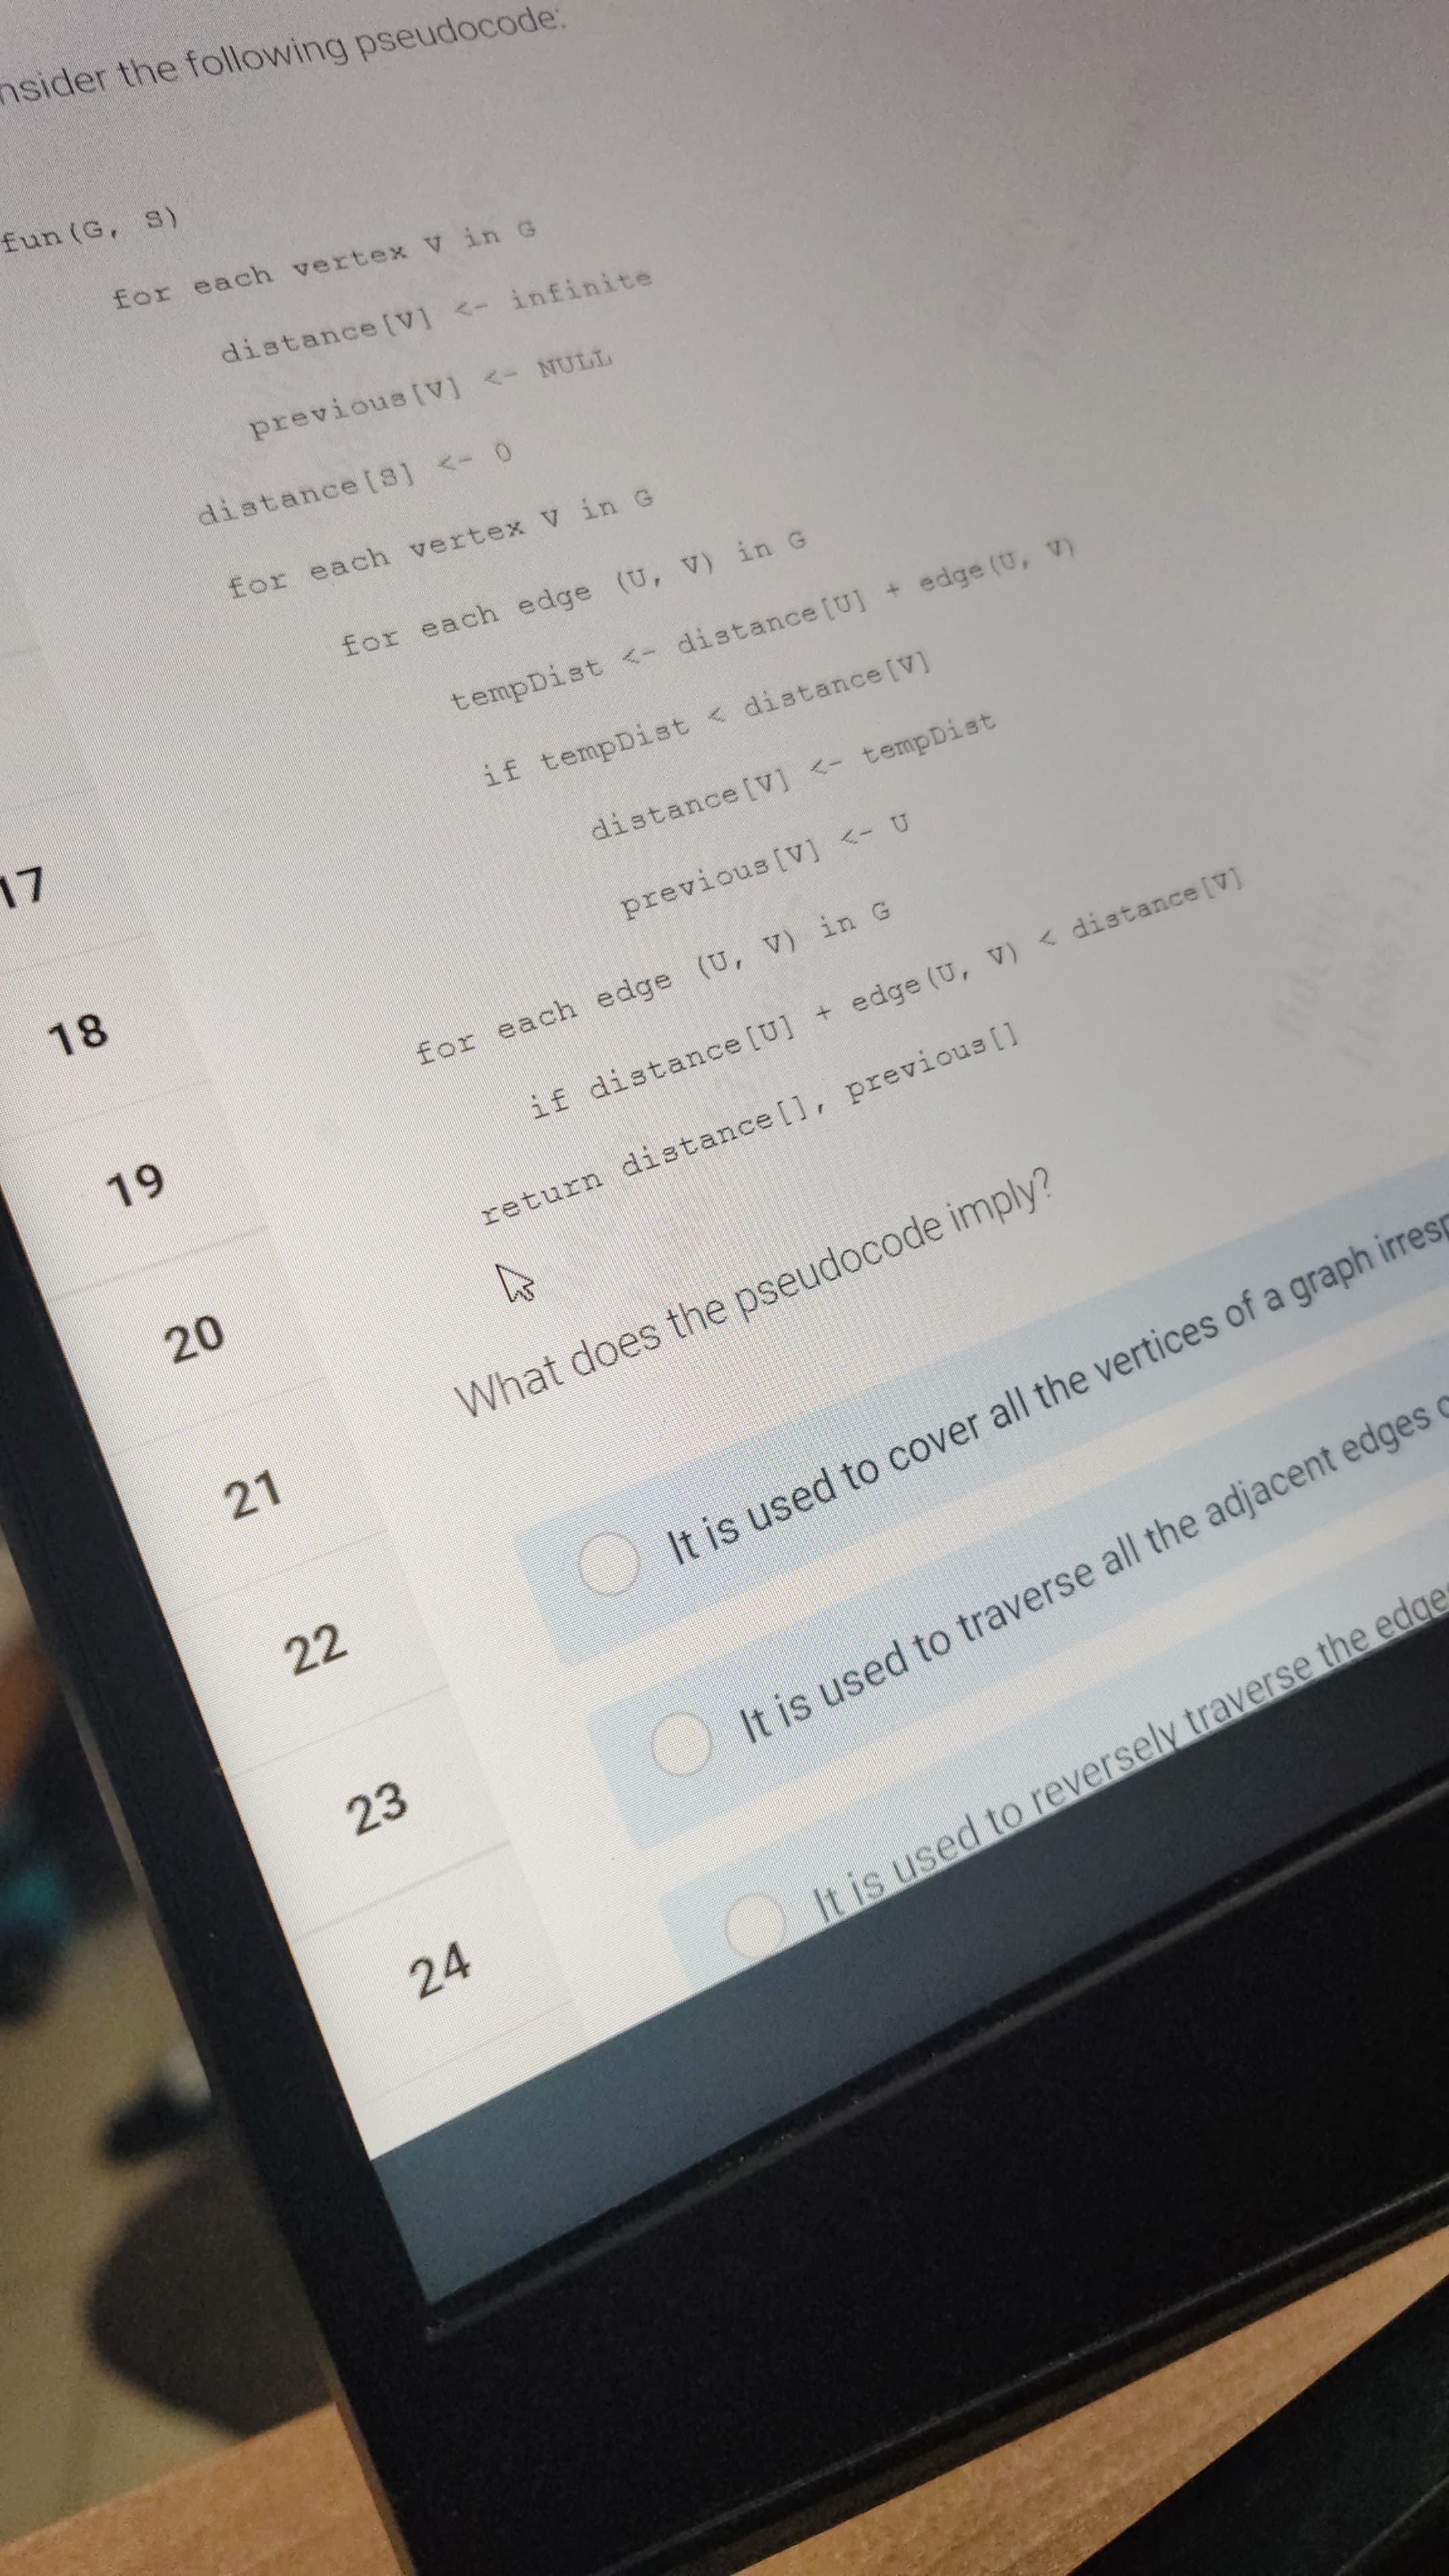 the following pseudocode:
fun(G, S)
for each vertex V in G
distance[V] <- infinite
previous[V] <- NULL
distance[S] <- 0
for each vertex V in G
for each edge (U, V) in G
tempDist <- distance[U] + edge(U, V)
if tempDist < distance[V]
distance[V] <- tempDist
previous[V] <- U
for each edge (U, V) in G
if distance[U] + edge(U, V) < distance[V]
return distance[], previous[]
What does the pseudocode imply?
It is used to cover all the vertices of a graph
It is used to traverse all the adjacent edges
It is used to reversely traverse the
17
18
19
20
21
22
23
24